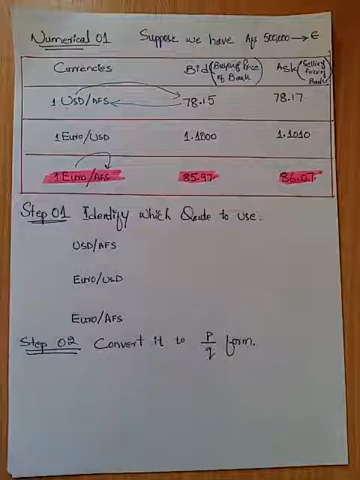 Numerical 01 Suppose we have Afs 500,000 → €
Currencies Bid (Buying Price of Bank) Ask (Selling Price of Bank)
1 USD/AFS 78.15 78.17
1 Euro/USD 1.1000 1.1010
1 Euro/AFS 85.97 86.07
Step 01 Identify which Quote to use.
USD/AFS
Euro/USD
Euro/AFS
Step 02 Convert it to P/q form.